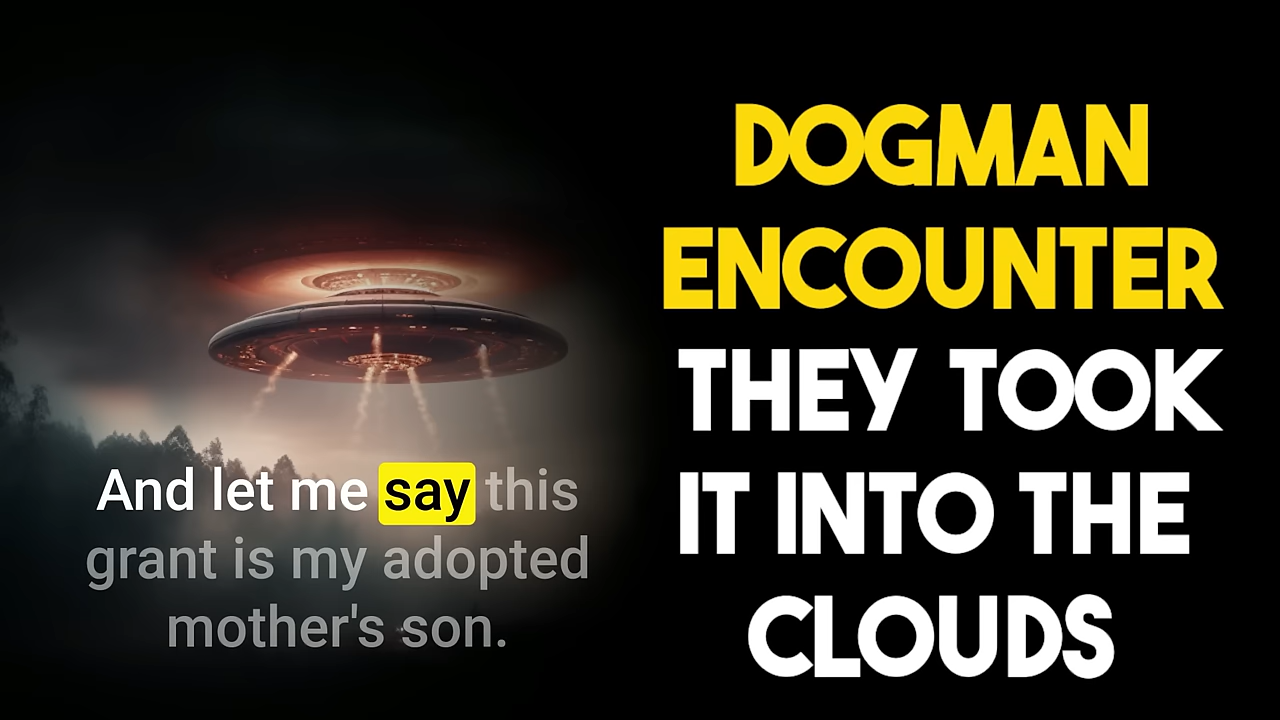 And let me say this
grant is my adopted
mother's son.
DOGMAN
ENCOUNTER
THEY TOOK
IT INTO THE
CLOUDS